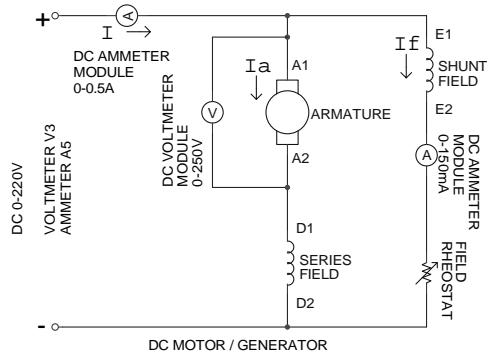 +
A
I
DC AMMETER
MODULE
0-0.5A
DC 0-220V
VOLTMETER V3
AMMETER A5
DC VOLTMETER
MODULE
0-250V
V
Ia
A1
ARMATURE
A2
D1
SERIES
FIELD
D2
If
E1
SHUNT
FIELD
E2
A
DC AMMETER
MODULE
0-150mA
FIELD
RHEOSTAT
-
DC MOTOR / GENERATOR